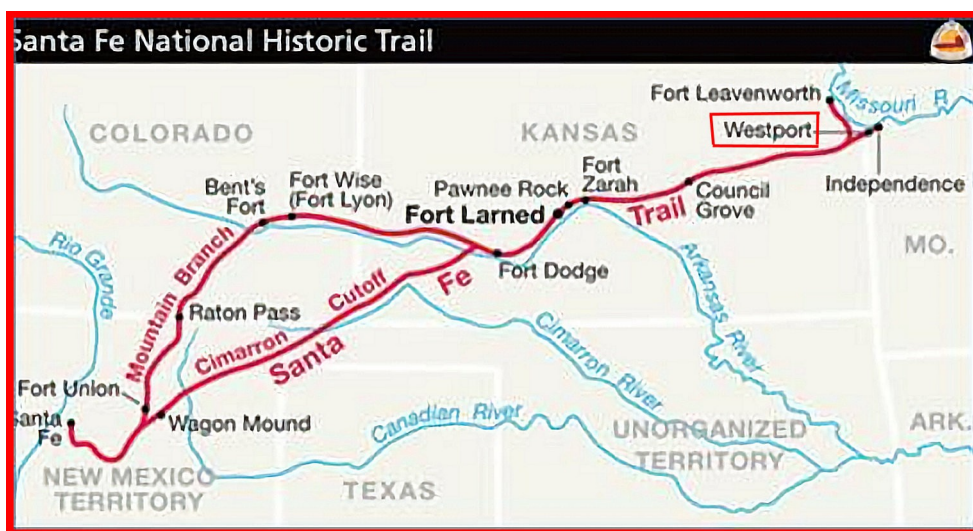 Santa Fe National Historic Trail
Fort Leavenworth
Missouri R
COLORADO
KANSAS
Westport
Independence
Bent's
Fort
Fort Wise
(Fort Lyon)
Pawnee Rock
Fort
Zarah
Fort Larned
Trail
Council
Grove
MO.
Rio Grande
Mountain Branch
Fort Dodge
Fe
Arkansas River
Raton Pass
Cimarron Cutoff
Santa
Cimarron River
Fort Union
Santa
Fe
Wagon Mound
Canadian River
UNORGANIZED
TERRITORY
ARK.
NEW MEXICO
TERRITORY
TEXAS